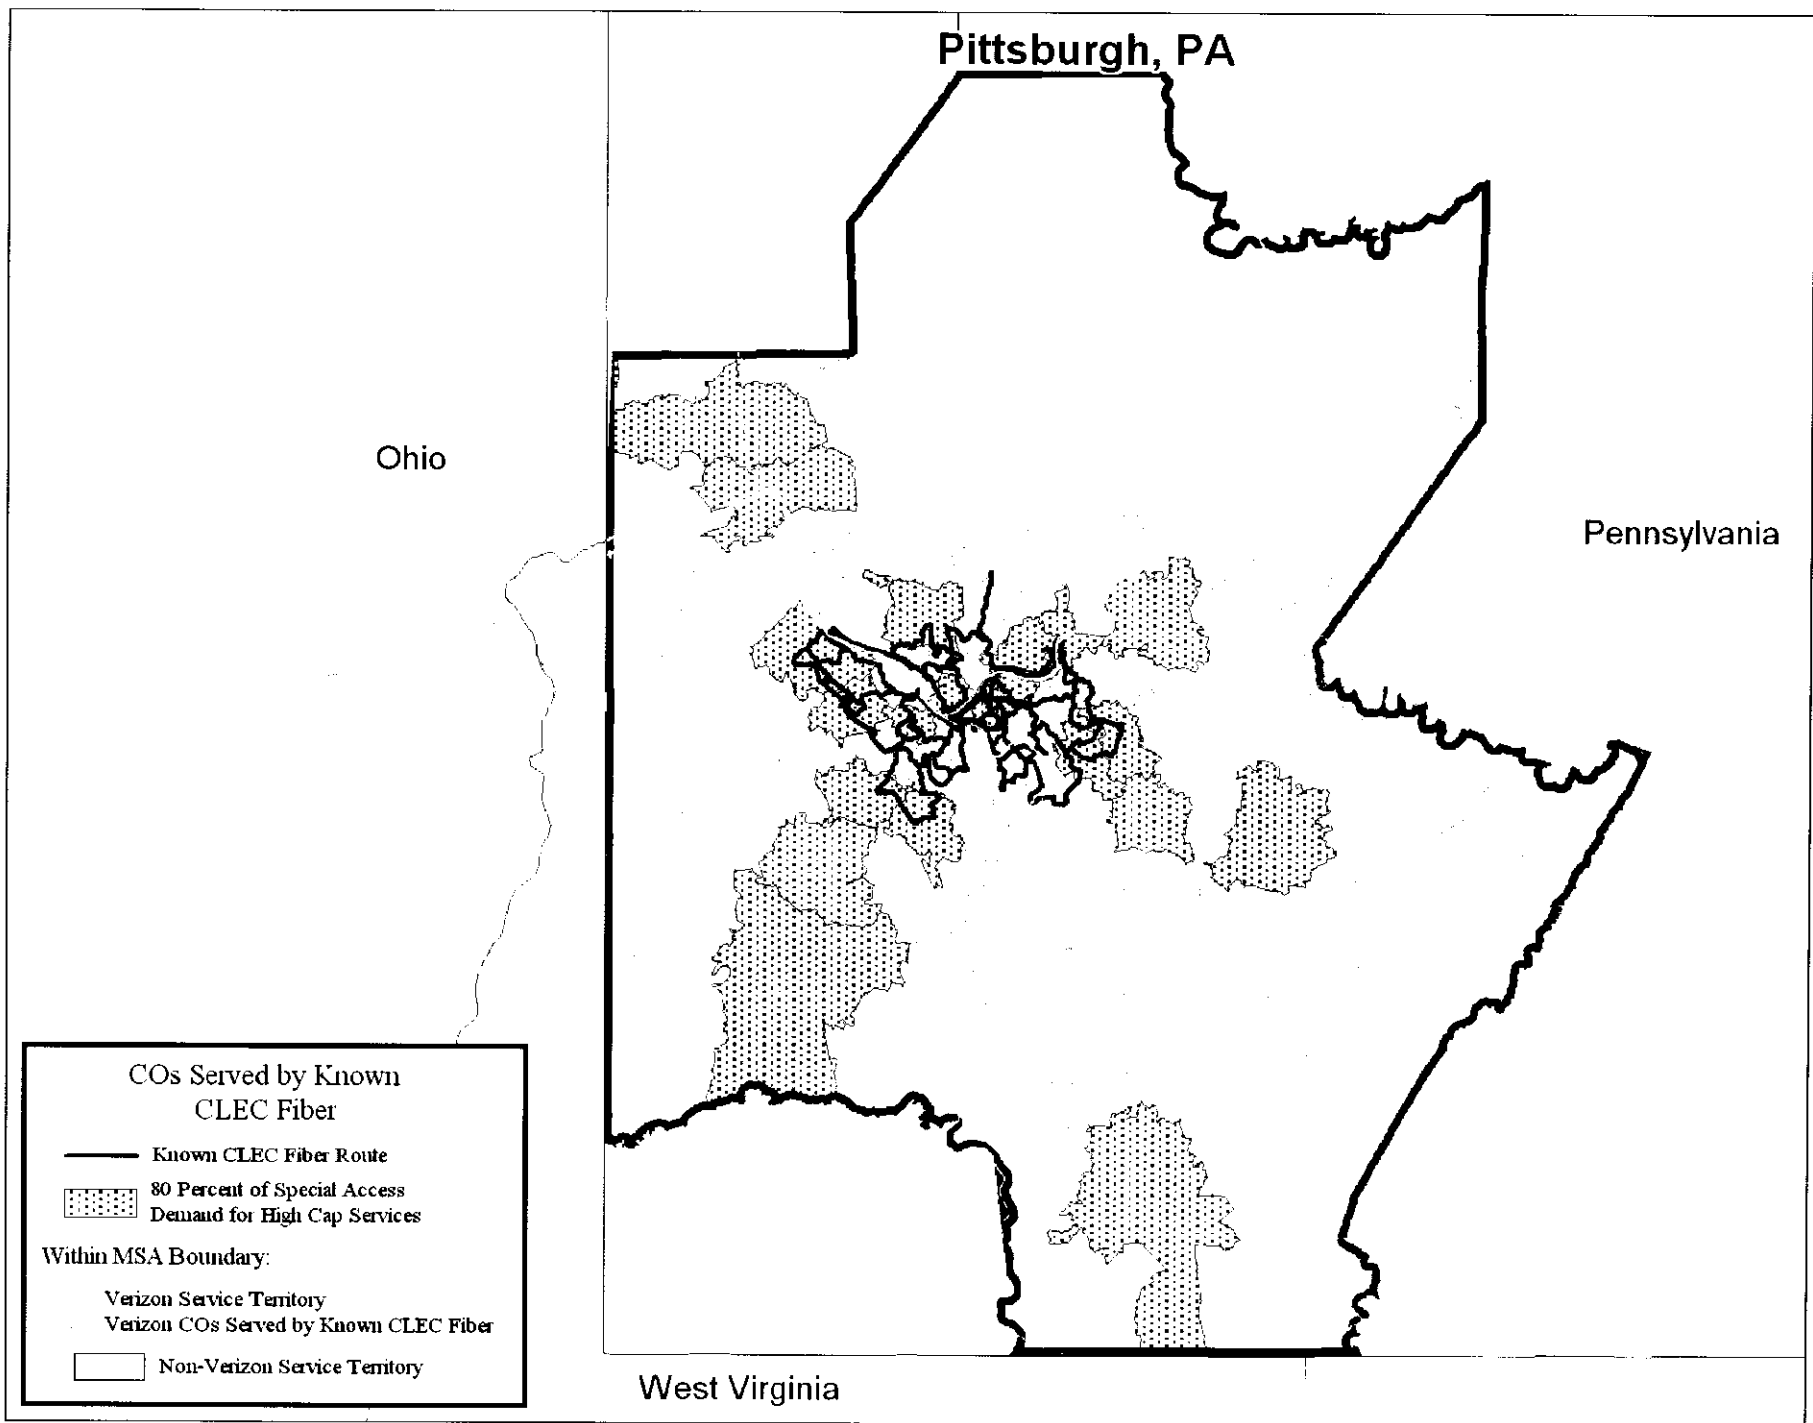 Pittsburgh, PA
Ohio
Pennsylvania
COs Served by Known
CLEC Fiber
Known CLEC Fiber Route
80 Percent of Special Access
Demand for High Cap Services
Within MSA Boundary:
Verizon Service Territory
Verizon COs Served by Known CLEC Fiber
Non-Verizon Service Territory
West Virginia